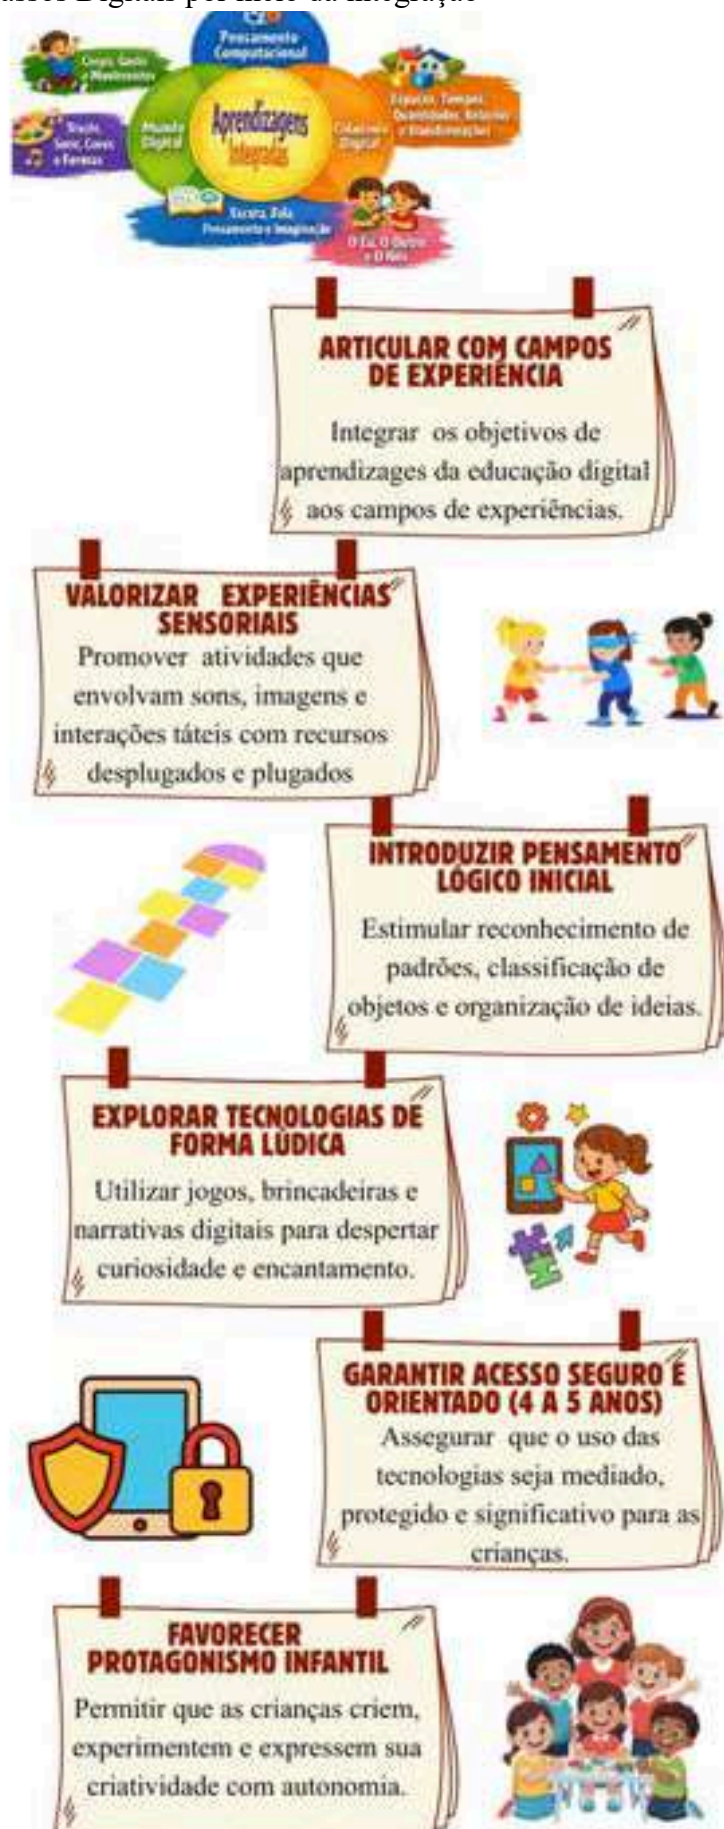 Digitais por meio da integração
Pensamento
Computacional
Corpo, Gestos
e Movimentos
Espaços, Tempos,
Quantidades, Relações
e Transformações
Traços,
Sons, Cores
e Formas
Mundo
Digital
Aprendizagens
Integradas
Digital
Escuta, Fala,
Pensamento e Imaginação
O Eu, O Outro
e O Nós
ARTICULAR COM CAMPOS
DE EXPERIÊNCIA
Integrar os objetivos de
aprendizages da educação digital
aos campos de experiências.
VALORIZAR EXPERIÊNCIAS
SENSORIAIS
Promover atividades que
envolvam sons, imagens e
interações táteis com recursos
desplugados e plugados
INTRODUZIR PENSAMENTO
LÓGICO INICIAL
Estimular reconhecimento de
padrões, classificação de
objetos e organização de ideias.
EXPLORAR TECNOLOGIAS DE
FORMA LÚDICA
Utilizar jogos, brincadeiras e
narrativas digitais para despertar
curiosidade e encantamento.
GARANTIR ACESSO SEGURO E
ORIENTADO (4 A 5 ANOS)
Assegurar que o uso das
tecnologias seja mediado,
protegido e significativo para as
crianças.
FAVORECER
PROTAGONISMO INFANTIL
Permitir que as crianças criem,
experimentem e expressem sua
criatividade com autonomia.